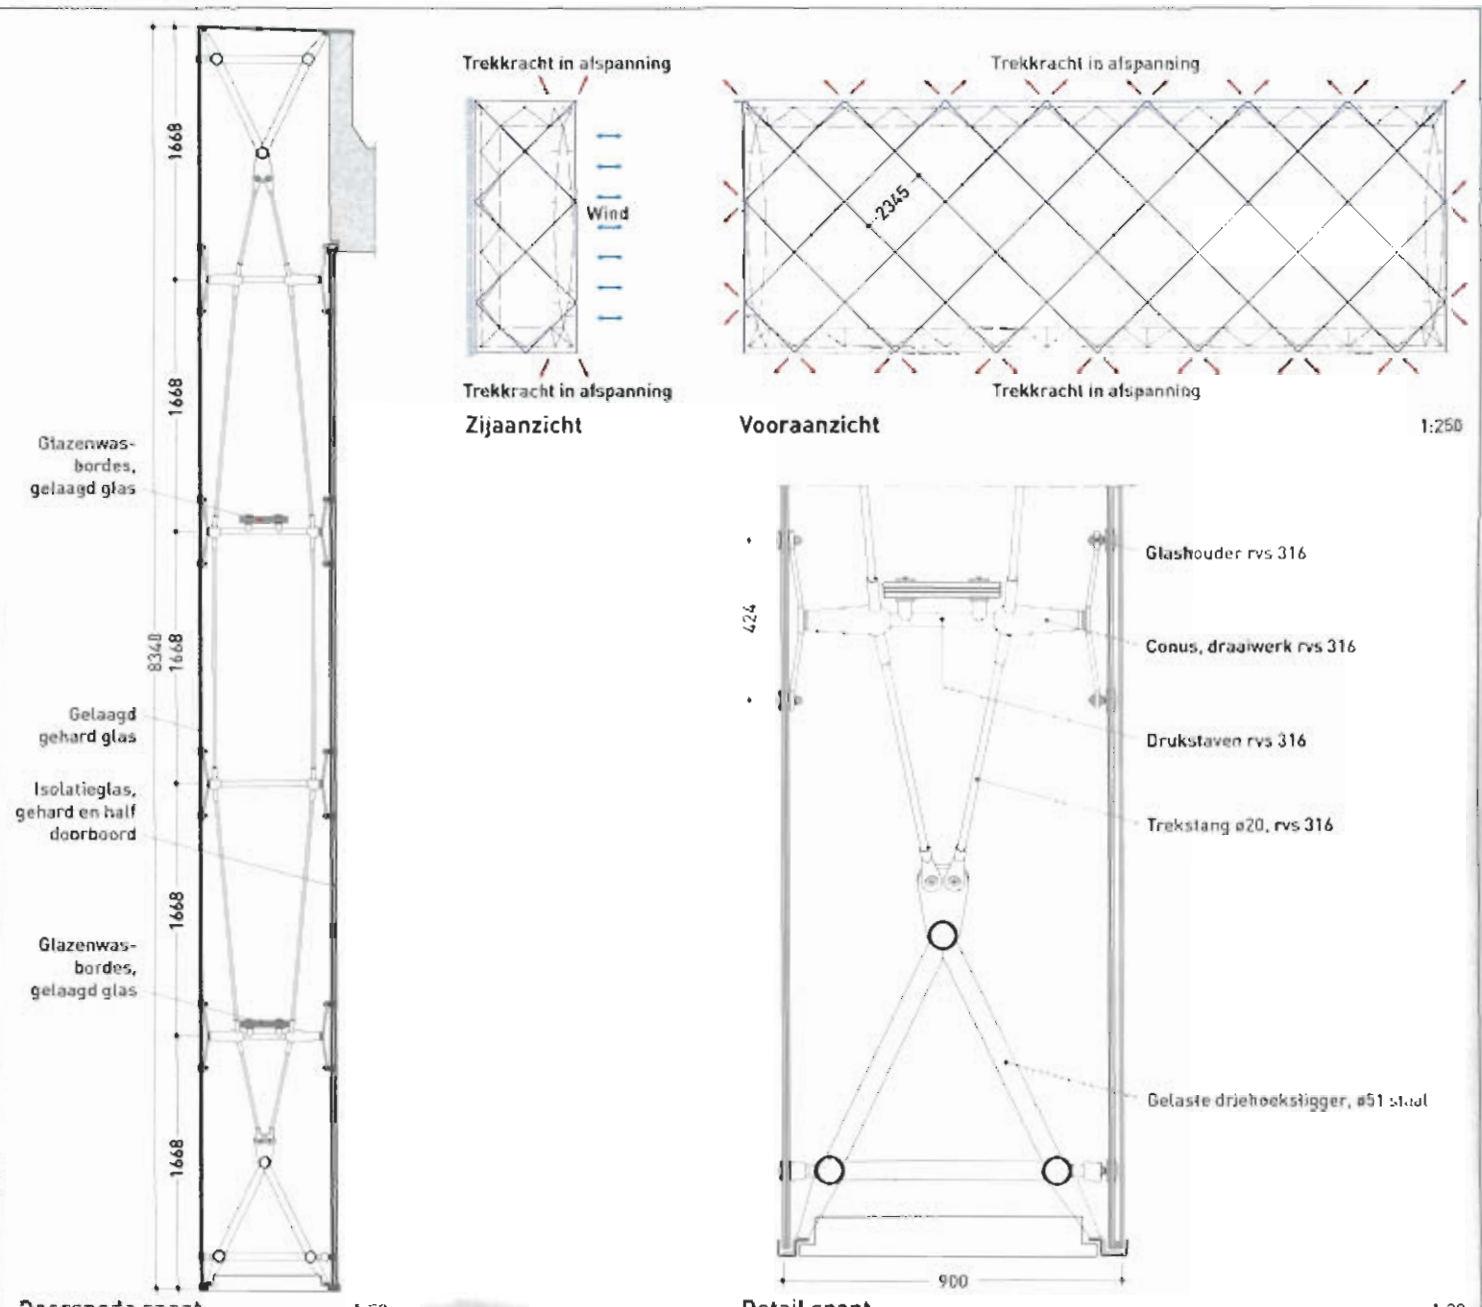 1668
1668
8340
1668
1668
1668
Glazenwas-
bordes,
gelaagd glas
Gelaagd
gehard glas
Isolatieglas,
gehard en half
doorboord
Glazenwas-
bordes,
gelaagd glas
Trekkracht in afspanning
Wind
Trekkracht in afspanning
Zijaanzicht
Trekkracht in afspanning
2345
Trekkracht in afspanning
Vooraanzicht
1:250
424
Glashouder rvs 316
Conus, draaiwerk rvs 316
Drukstaven rvs 316
Trekstang ø20, rvs 316
Gelaste driehoeksligger, ø51 staal
900